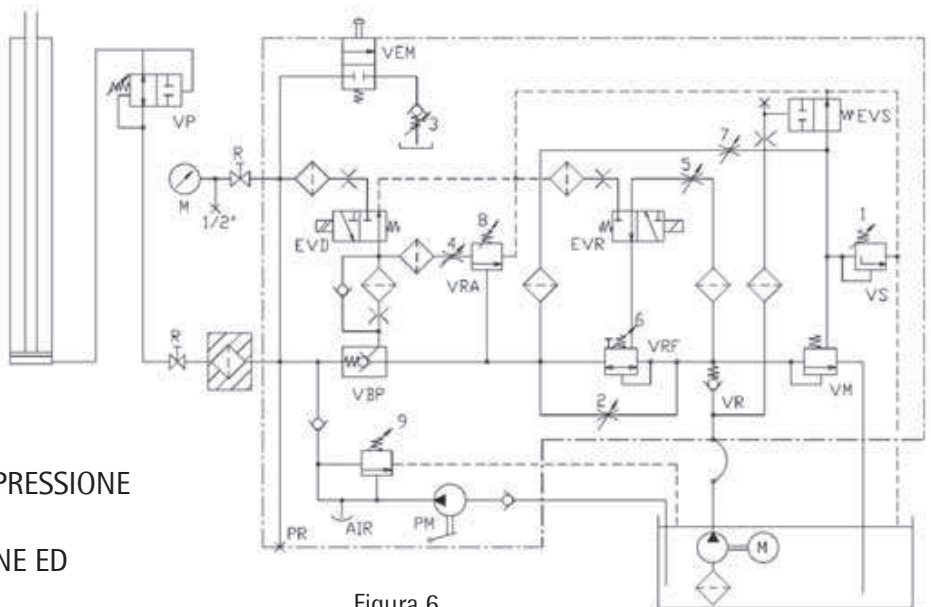 VEM
3
VP
EVS
7
R
5
M
1/2"
1
EVD
8
EVR
4
VRA
VS
6
R
VRF
VBP
2
VR
VM
9
PRESSIONE
AIR
PM
PR
NE ED
M
Figura 6